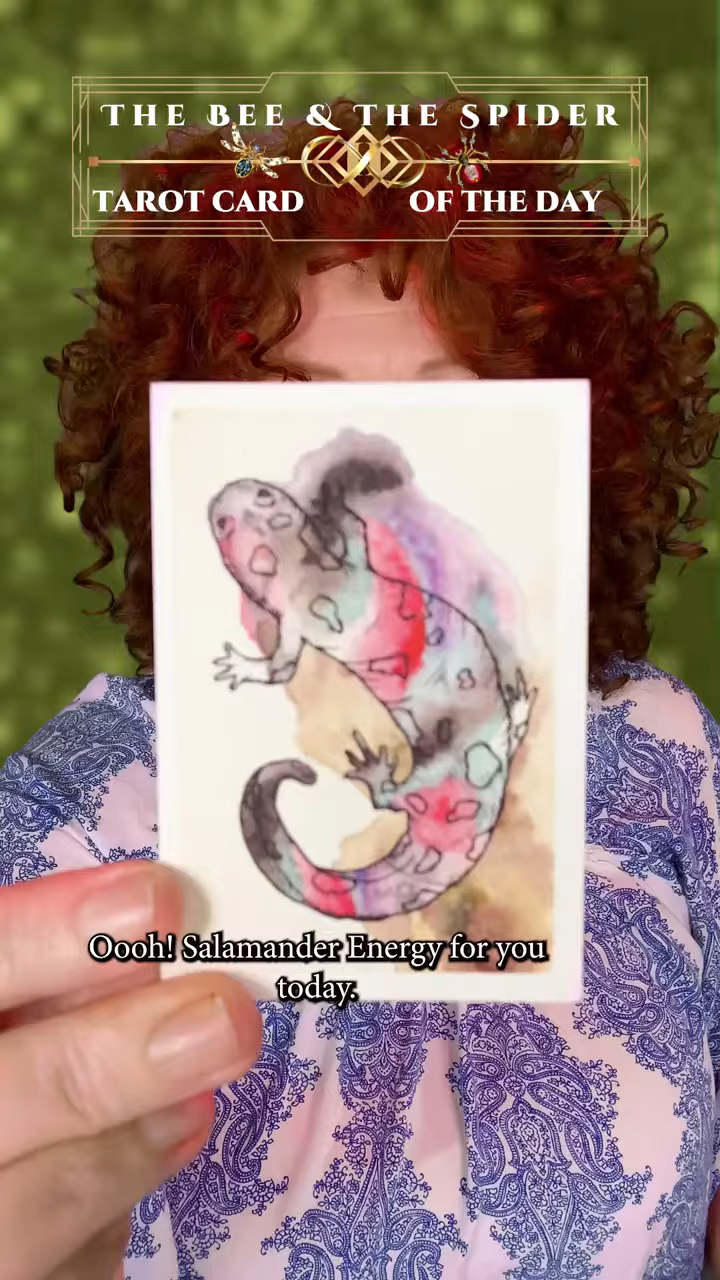 THE BEE & THE SPIDER
TAROT CARD OF THE DAY
Oooh! Salamander Energy for you
today.